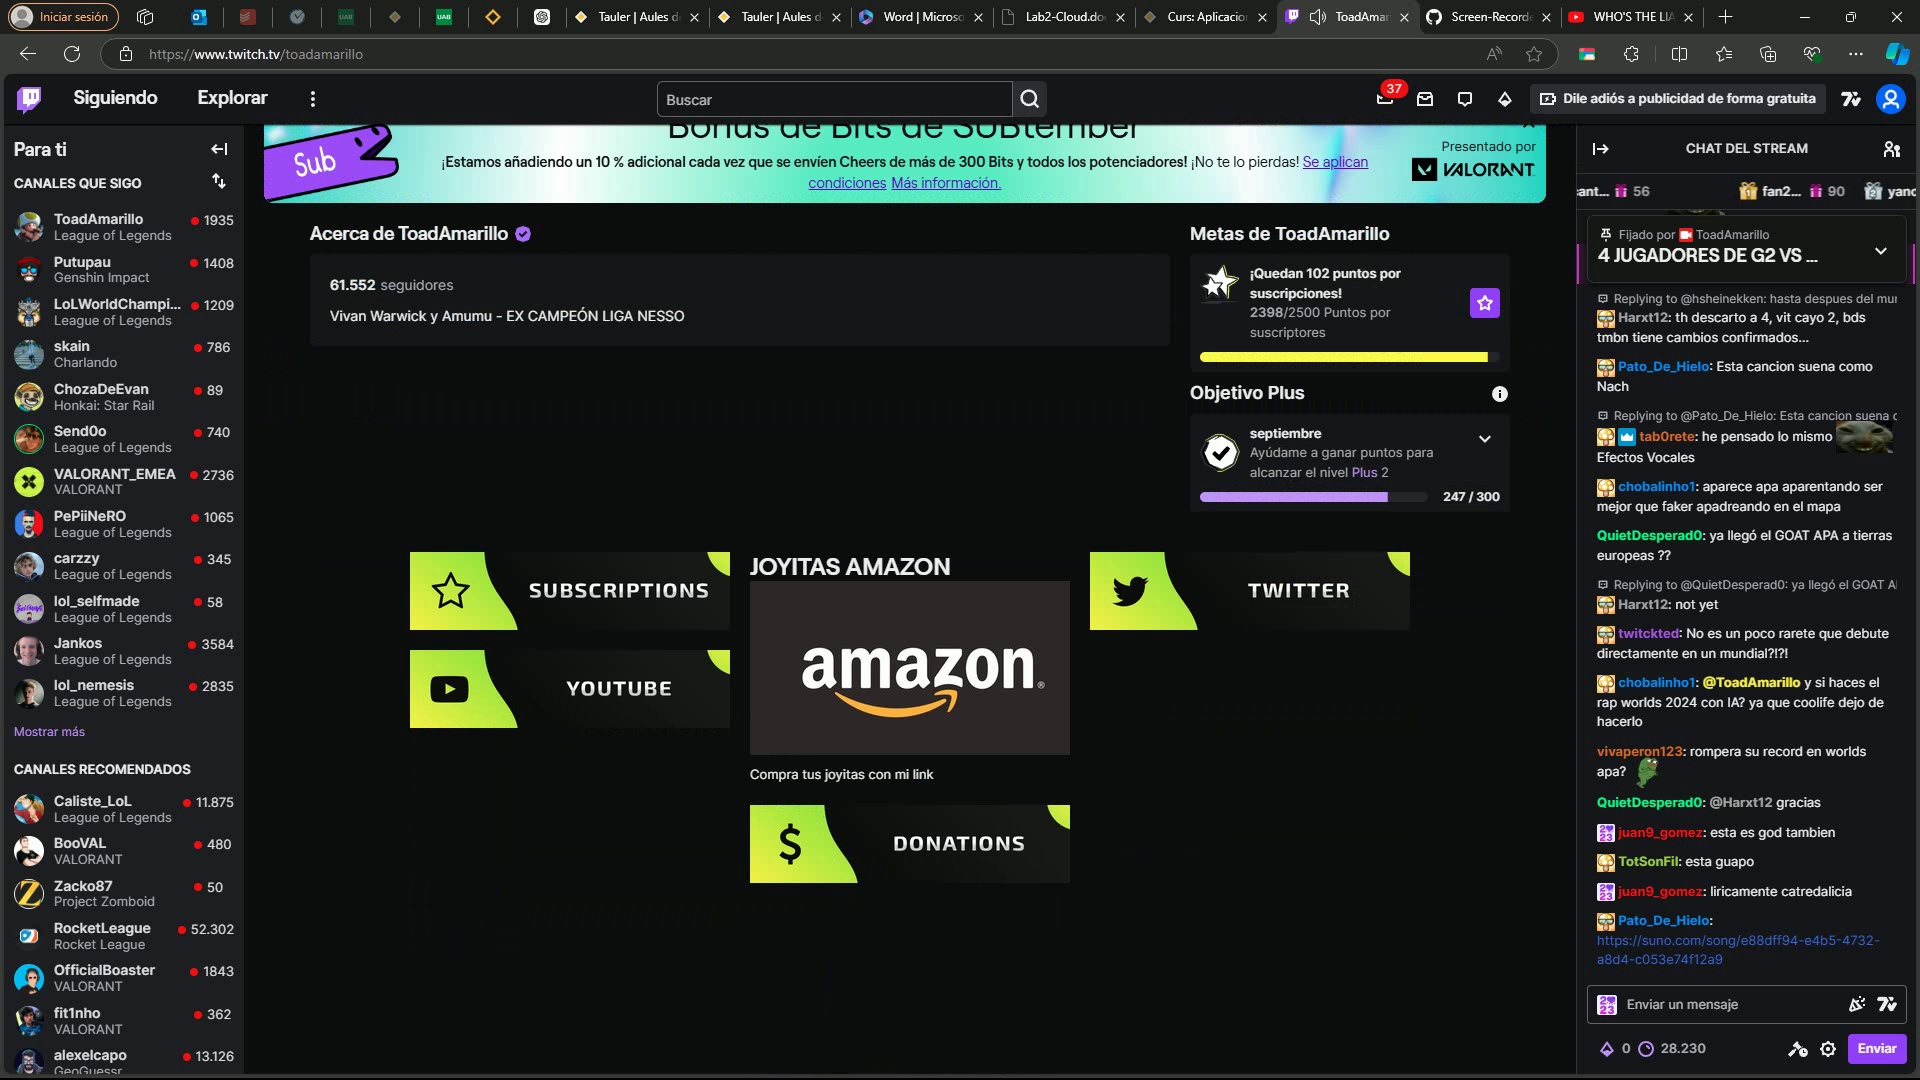 Iniciar sesión
Tauler | Aules d
Tauler | Aules d
Word | Microso
Lab2-Cloud.do
Curs: Aplicacio
ToadAmar
Screen-Record
WHO'S THE LIA
https://www.twitch.tv/toadamarillo
Siguiendo
Explorar
Buscar
37
Dile adiós a publicidad de forma gratuita
Para ti
CANALES QUE SIGO
ToadAmarillo
1935
League of Legends
Putupau
1408
Genshin Impact
LoLWorldChampi...
1209
League of Legends
skain
786
Charlando
ChozaDeEvan
89
Honkai: Star Rail
Send0o
740
League of Legends
VALORANT_EMEA
2736
VALORANT
PePiiNeRO
1065
League of Legends
carzzy
345
League of Legends
lol_selfmade
58
League of Legends
Jankos
3584
League of Legends
lol_nemesis
2835
League of Legends
Mostrar más
CANALES RECOMENDADOS
Caliste_LoL
11.875
League of Legends
BooVAL
480
VALORANT
Zacko87
50
Project Zomboid
RocketLeague
52.302
Rocket League
OfficialBoaster
1843
VALORANT
fit1nho
362
VALORANT
alexelcapo
13.126
GeoGuessr
Sub
Bonus de Bits de SUBtember
¡Estamos añadiendo un 10 % adicional cada vez que se envíen Cheers de más de 300 Bits y todos los potenciadores! ¡No te lo pierdas! Se aplican
condiciones Más información.
Presentado por
VALORANT
Acerca de ToadAmarillo
61.552 seguidores
Vivan Warwick y Amumu - EX CAMPEÓN LIGA NESSO
Metas de ToadAmarillo
¡Quedan 102 puntos por
suscripciones!
2398/2500 Puntos por
suscriptores
Objetivo Plus
septiembre
Ayúdame a ganar puntos para
alcanzar el nivel Plus 2
247 / 300
SUBSCRIPTIONS
YOUTUBE
JOYITAS AMAZON
amazon
Compra tus joyitas con mi link
DONATIONS
TWITTER
CHAT DEL STREAM
ant... 56
fan2... 90
yanc
Fijado por ToadAmarillo
4 JUGADORES DE G2 VS ...
Replying to @hsheinekken: hasta despues del mun
Harxt12: th descarto a 4, vit cayo 2, bds
tmbn tiene cambios confirmados...
Pato_De_Hielo: Esta cancion suena como
Nach
Replying to @Pato_De_Hielo: Esta cancion suena c
tab0rete: he pensado lo mismo
Efectos Vocales
chobalinho1: aparece apa aparentando ser
mejor que faker apadreando en el mapa
QuietDesperad0: ya llegó el GOAT APA a tierras
europeas ??
Replying to @QuietDesperad0: ya llegó el GOAT A
Harxt12: not yet
twitckted: No es un poco rarete que debute
directamente en un mundial?!?!
chobalinho1: @ToadAmarillo y si haces el
rap worlds 2024 con IA? ya que coolife dejo de
hacerlo
vivaperon123: rompera su record en worlds
apa?
QuietDesperad0: @Harxt12 gracias
juan9_gomez: esta es god tambien
TotSonFil: esta guapo
juan9_gomez: liricamente catredalicia
Pato_De_Hielo:
https://suno.com/song/e88dff94-e4b5-4732-
a8d4-c053e74f12a9
Enviar un mensaje
0
28.230
Enviar